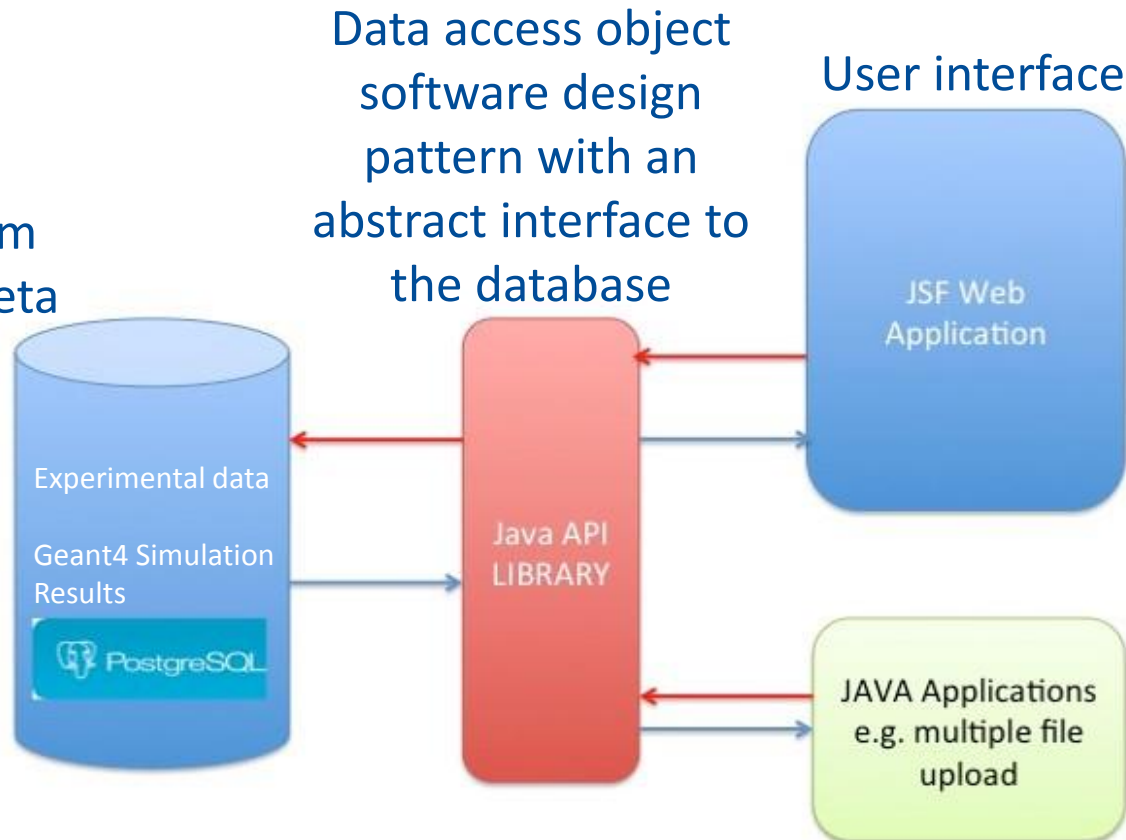 Data access object
software design
pattern with an
abstract interface to
the database
User interface
JSF Web
Application
Experimental data
Geant4 Simulation
Results
PostgreSQL
Java API
LIBRARY
JAVA Applications
e.g. multiple file
upload